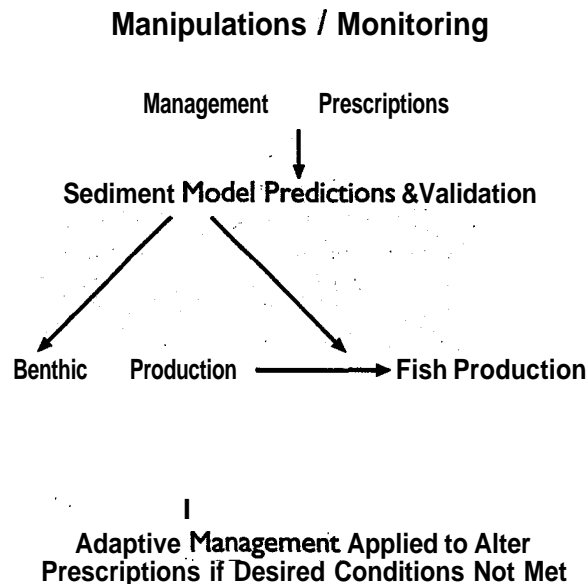 Manipulations / Monitoring
Management Prescriptions
Sediment Model Predictions &Validation
Benthic Production Fish Production
Adaptive Management Applied to Alter
Prescriptions if Desired Conditions Not Met